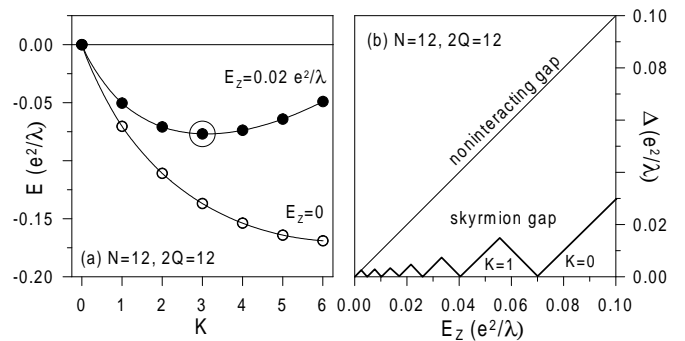 0.00
-0.05
-0.10
-0.15
-0.20
E (e²/λ)
E_Z=0.02 e²/λ
E_Z=0
(a) N=12, 2Q=12
0 1 2 3 4 5 6
K
(b) N=12, 2Q=12
noninteracting gap
skyrmion gap
K=1
K=0
0.00 0.02 0.04 0.06 0.08 0.10
E_Z (e²/λ)
0.10
0.08
0.06
0.04
0.02
0.00
Δ (e²/λ)